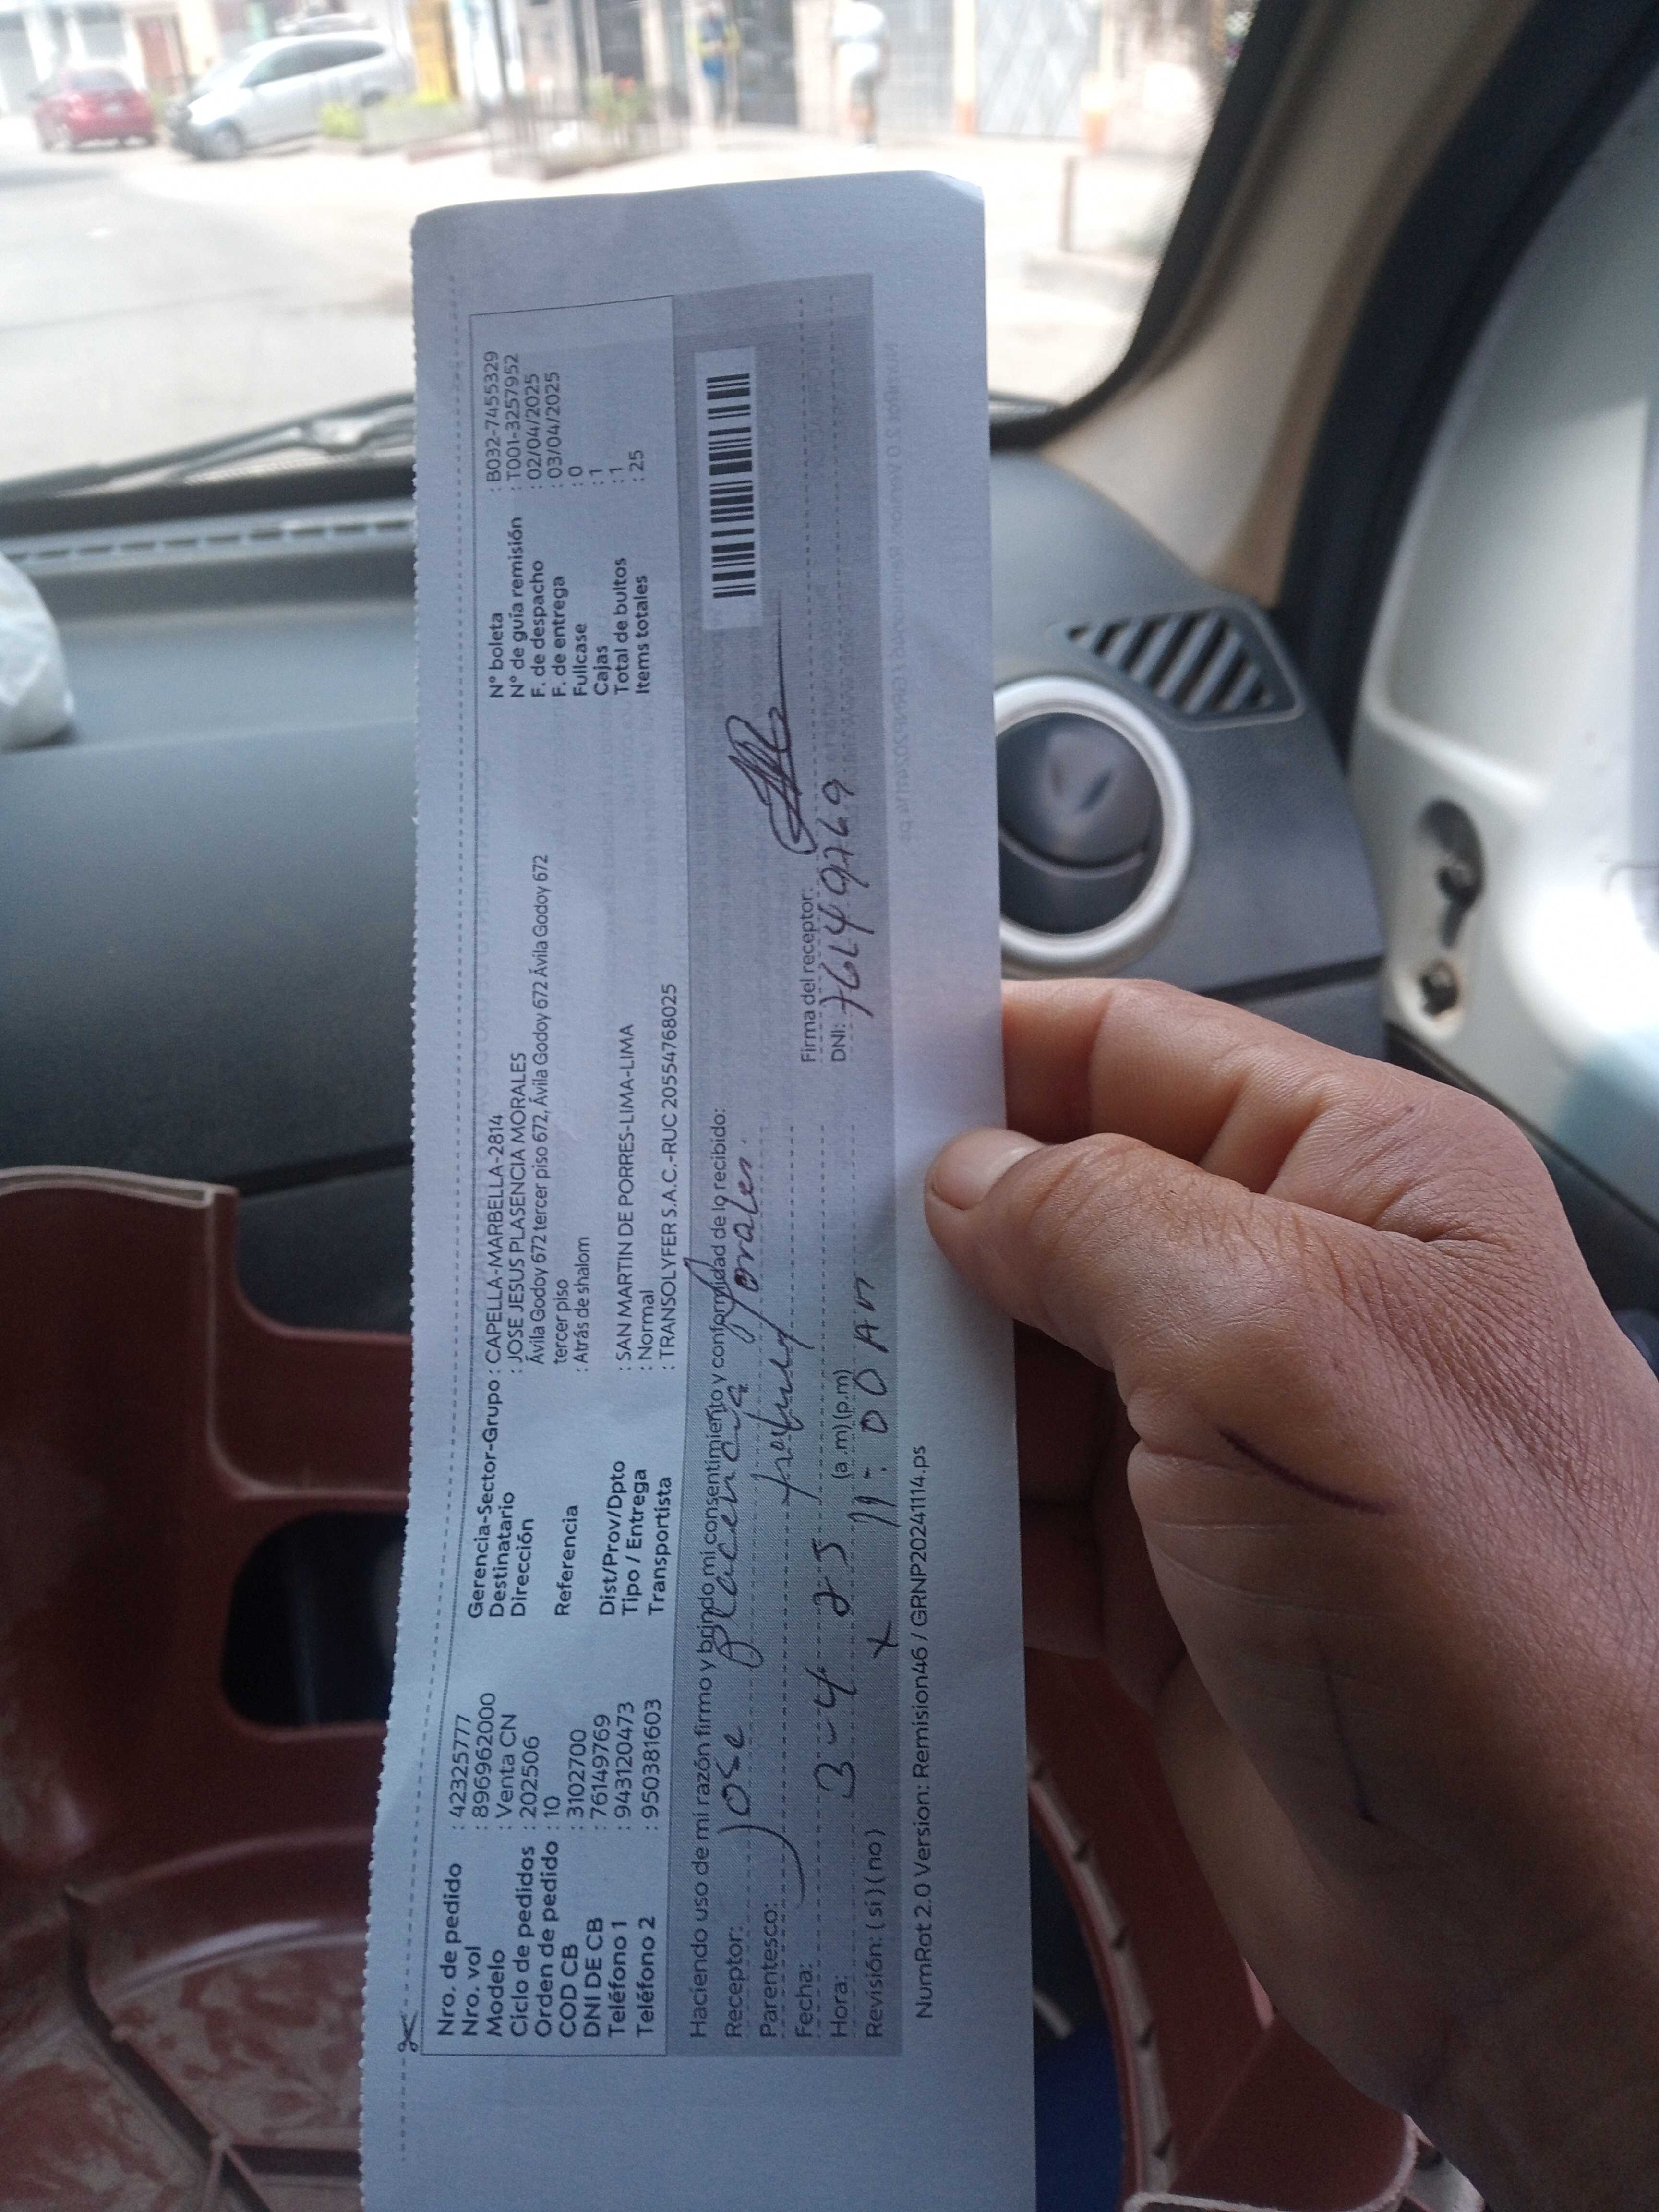 Nro. de pedido : 42325777
Nro. vol : 896962000
Modelo : Venta CN
Ciclo de pedidos : 202506
Orden de pedido : 10
COD CB : 3102700
DNI DE CB : 76149769
Teléfono 1 : 943120473
Teléfono 2 : 950381603
Gerencia-Sector-Grupo : CAPELLA-MARBELLA-2814
Destinatario : JOSE JESUS PLASENCIA MORALES
Dirección Ávila Godoy 672 tercer piso 672, Ávila Godoy 672 Ávila Godoy 672
tercer piso
Referencia : Atrás de shalom
Dist/Prov/Dpto : SAN MARTIN DE PORRES-LIMA-LIMA
Tipo / Entrega : Normal
Transportista : TRANSOLYFER S.A.C.-RUC 20554768025
N° boleta : B032-7455329
N° de guía remisión : T001-3257952
F. de despacho : 02/04/2025
F. de entrega : 03/04/2025
Fullcase : 0
Cajas : 1
Total de bultos : 1
Items totales : 25
Haciendo uso de mi razón firmo y brindo mi consentimiento y conformidad de lo recibido:
Receptor: Jose Placencia Morales
Parentesco: titular
Fecha: 3-4 25
Firma del receptor:
Hora: (a.m)(p.m) 11:00 Am
DNI: 76149769
Revisión: (si)(no) x
NumRot 2.0 Version: Remision46 / GRNP20241114.ps